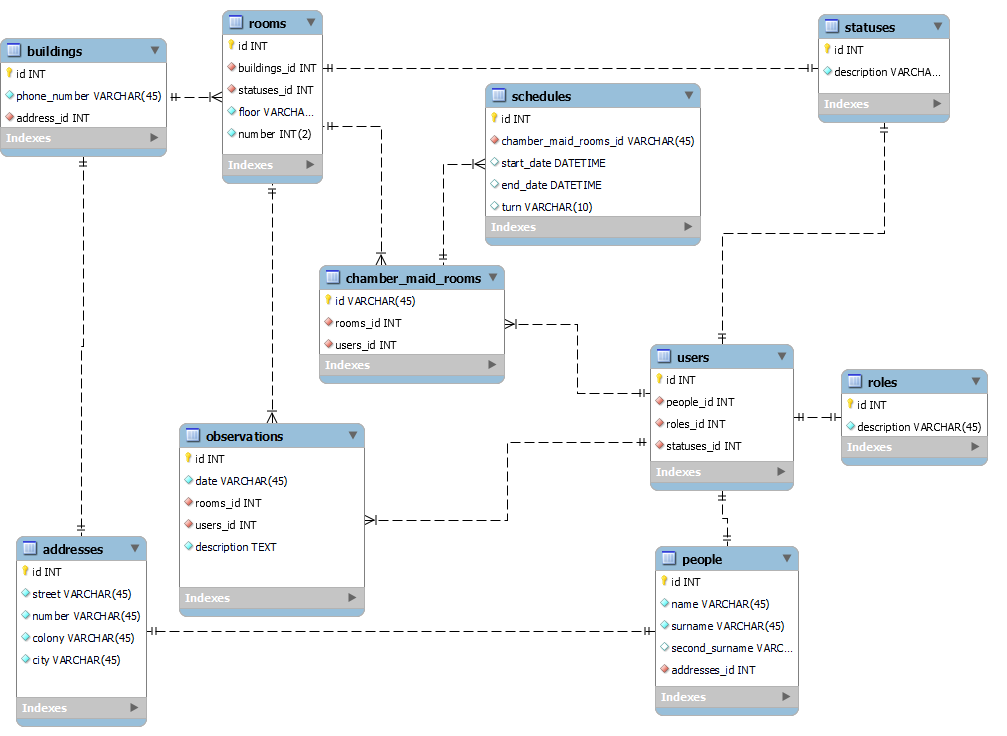 buildings
id INT
phone_number VARCHAR(45)
address_id INT
Indexes
rooms
id INT
buildings_id INT
statuses_id INT
floor VARCHA...
number INT(2)
Indexes
statuses
id INT
description VARCHA...
Indexes
schedules
id INT
chamber_maid_rooms_id VARCHAR(45)
start_date DATETIME
end_date DATETIME
turn VARCHAR(10)
Indexes
chamber_maid_rooms
id VARCHAR(45)
rooms_id INT
users_id INT
Indexes
users
id INT
people_id INT
roles_id INT
statuses_id INT
Indexes
roles
id INT
description VARCHAR(45)
Indexes
observations
id INT
date VARCHAR(45)
rooms_id INT
users_id INT
description TEXT
Indexes
addresses
id INT
street VARCHAR(45)
number VARCHAR(45)
colony VARCHAR(45)
city VARCHAR(45)
Indexes
people
id INT
name VARCHAR(45)
surname VARCHAR(45)
second_surname VARC...
addresses_id INT
Indexes